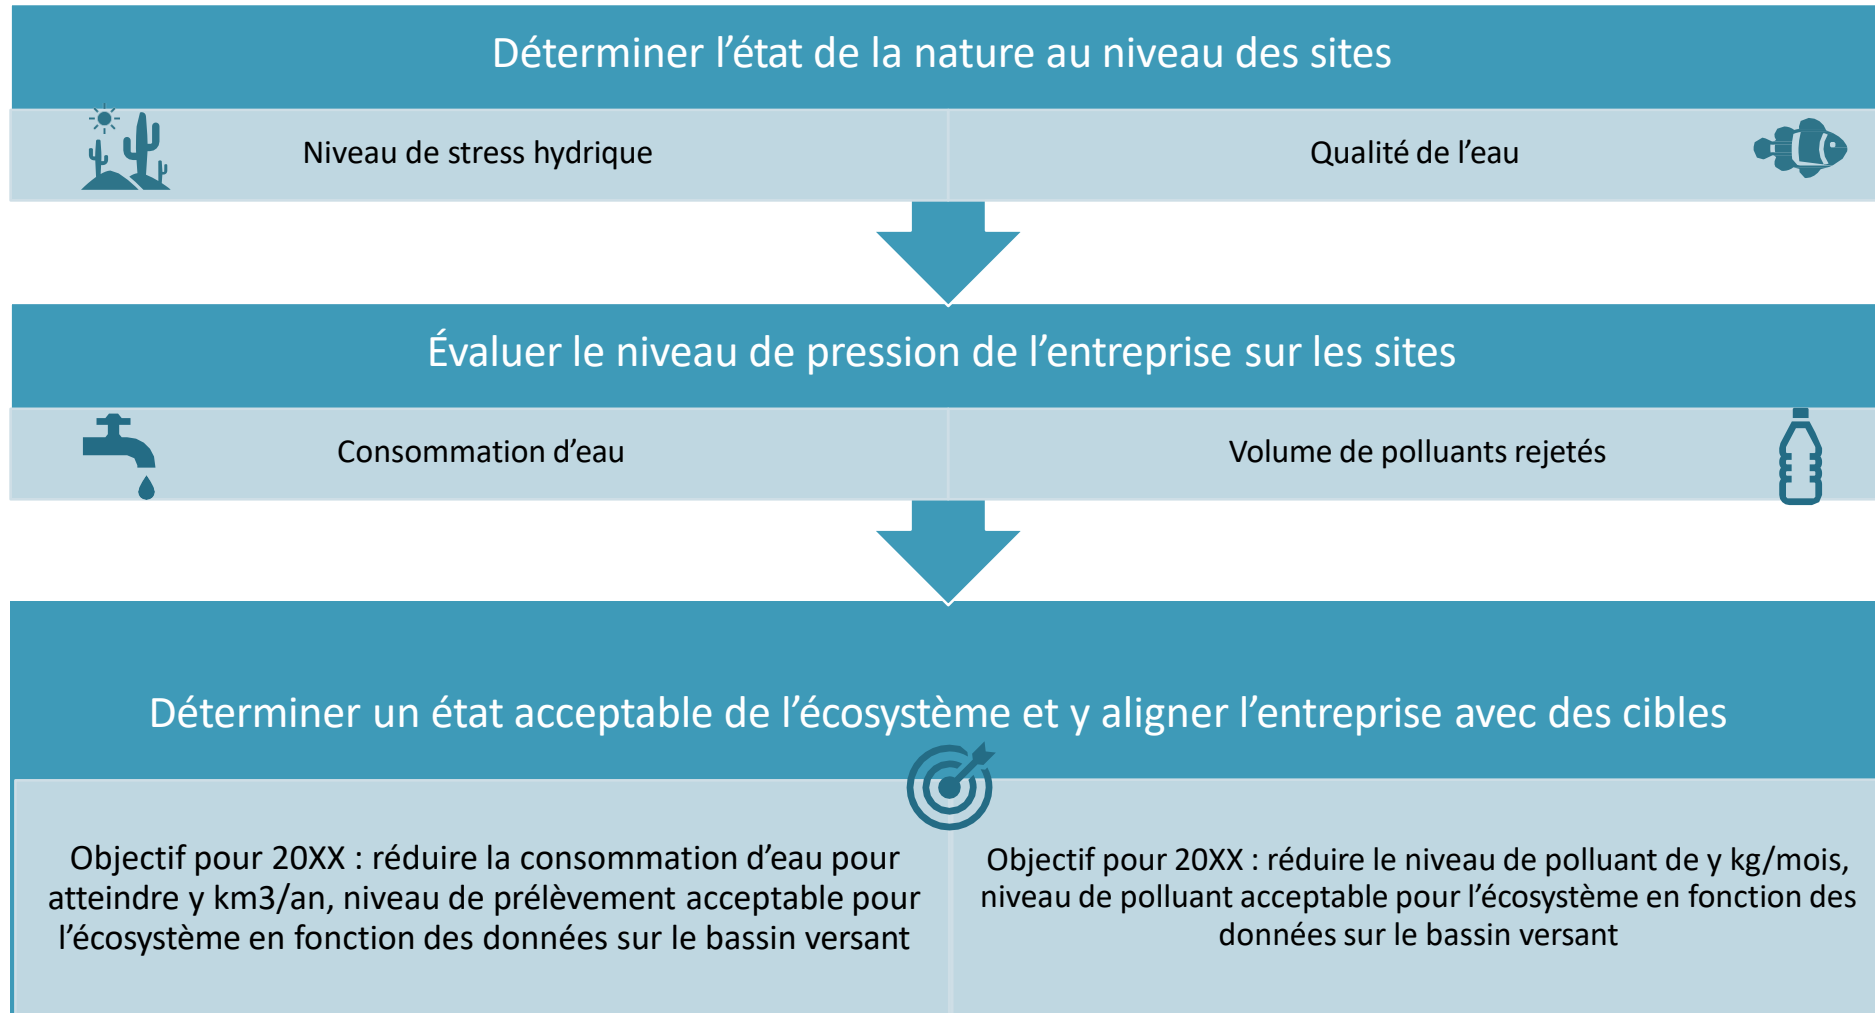 Déterminer l’état de la nature au niveau des sites
Niveau de stress hydrique
Qualité de l’eau
Évaluer le niveau de pression de l’entreprise sur les sites
Consommation d’eau
Volume de polluants rejetés
Déterminer un état acceptable de l’écosystème et y aligner l’entreprise avec des cibles
Objectif pour 20XX : réduire la consommation d’eau pour
atteindre y km3/an, niveau de prélèvement acceptable pour
l’écosystème en fonction des données sur le bassin versant
Objectif pour 20XX : réduire le niveau de polluant de y kg/mois,
niveau de polluant acceptable pour l’écosystème en fonction des
données sur le bassin versant